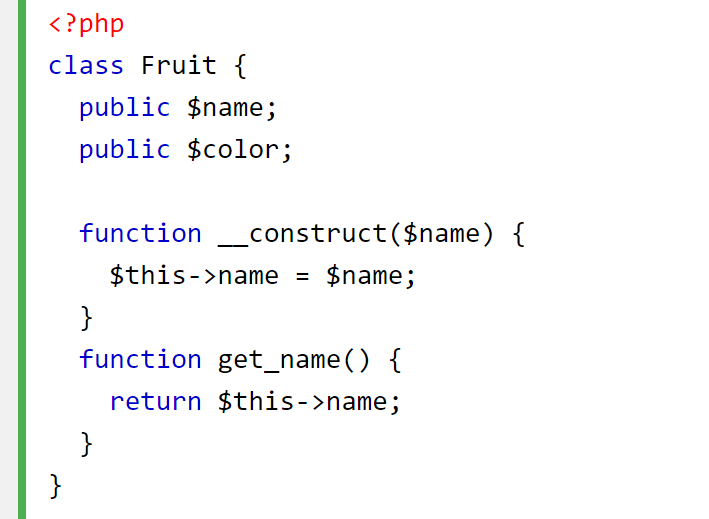 <?php
class Fruit {
  public $name;
  public $color;

  function __construct($name) {
    $this->name = $name;
  }
  function get_name() {
    return $this->name;
  }
}